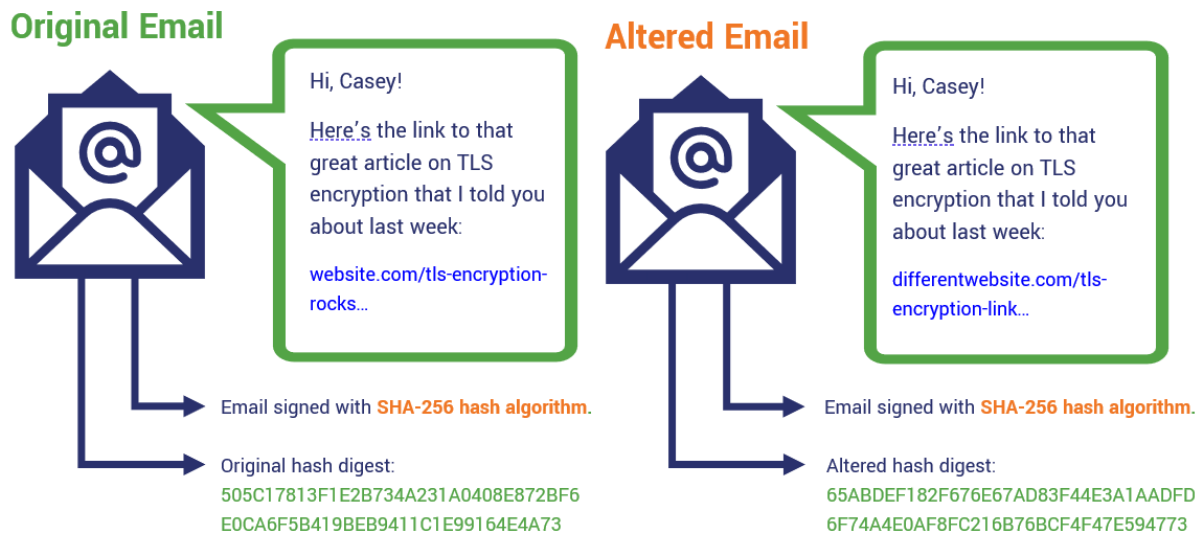 Original Email
Hi, Casey!
Here's the link to that
great article on TLS
encryption that I told you
about last week:
website.com/tls-encryption-
rocks...
Email signed with SHA-256 hash algorithm.
Original hash digest:
505C17813F1E2B734A231A0408E872BF6
E0CA6F5B419BEB9411C1E99164E4A73
Altered Email
Hi, Casey!
Here's the link to that
great article on TLS
encryption that I told you
about last week:
differentwebsite.com/tls-
encryption-link...
Email signed with SHA-256 hash algorithm.
Altered hash digest:
65ABDEF182F676E67AD83F44E3A1AADFD
6F74A4E0AF8FC216B76BCF4F47E594773